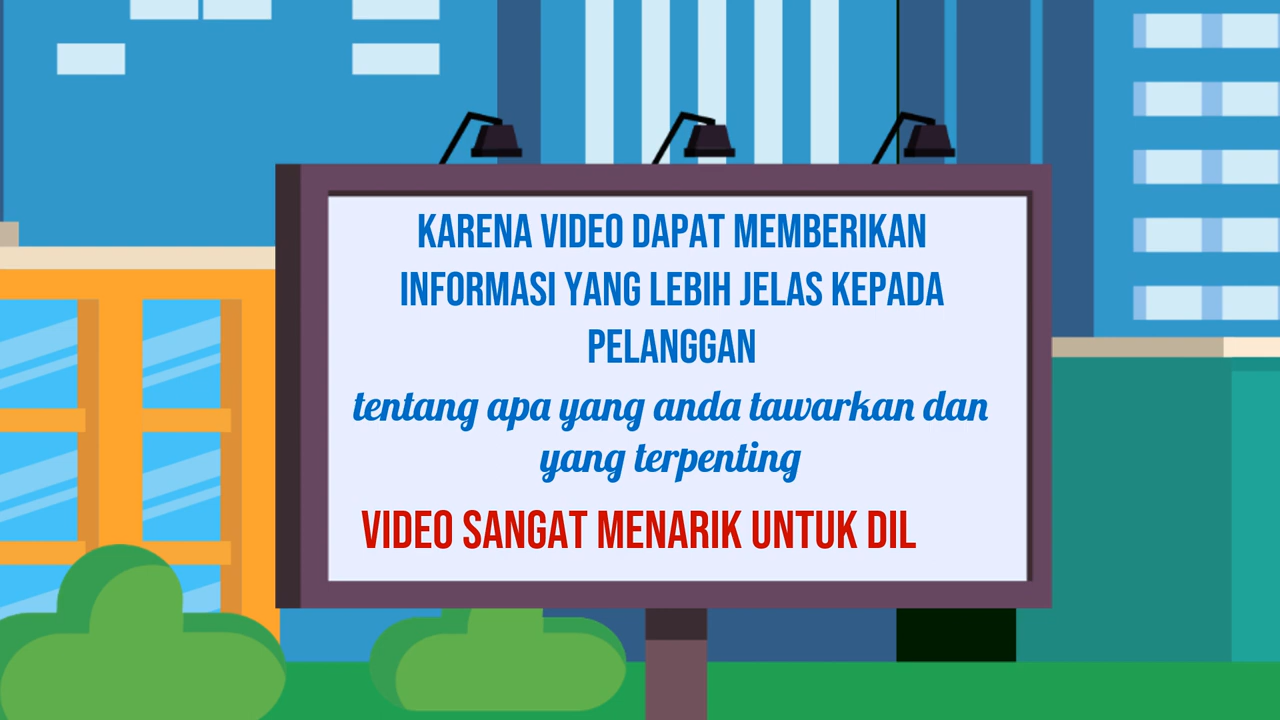 KARENA VIDEO DAPAT MEMBERIKAN
INFORMASI YANG LEBIH JELAS KEPADA
PELANGGAN
tentang apa yang anda tawarkan dan
yang terpenting
VIDEO SANGAT MENARIK UNTUK DIL